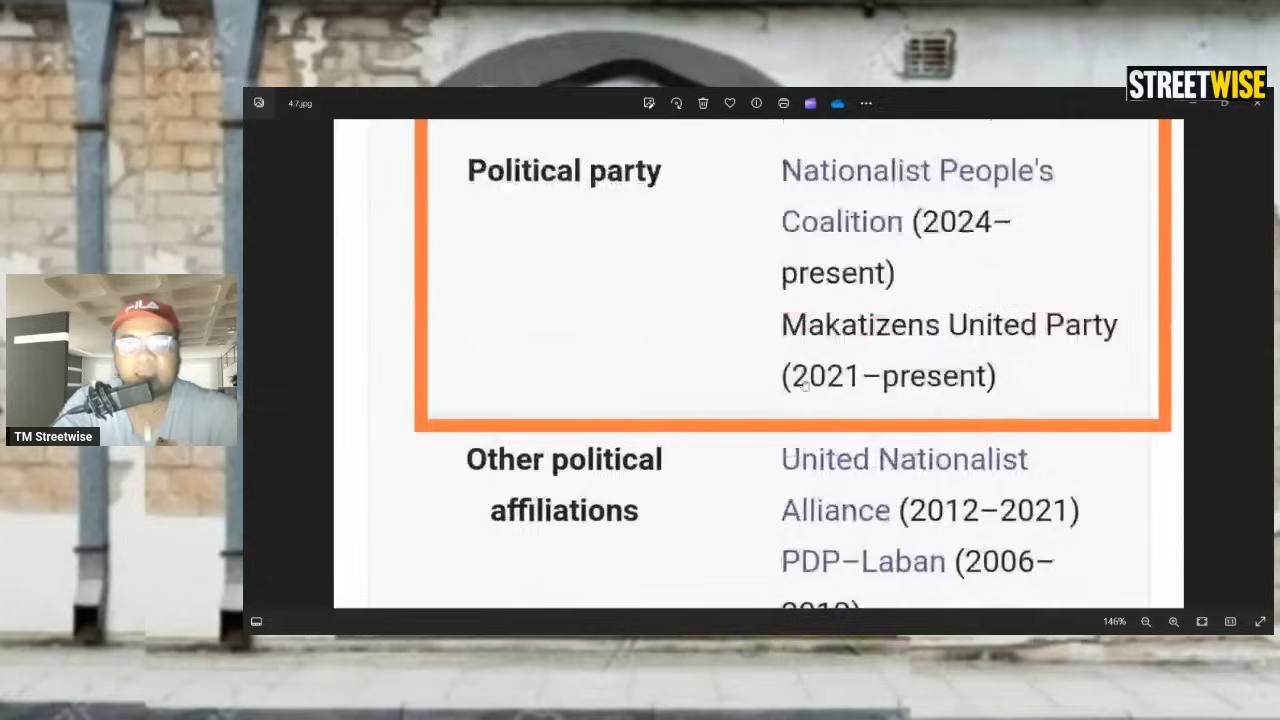 STREETWISE
4.7.jpg
Political party
Nationalist People's
Coalition (2024–
present)
Makatizens United Party
(2021–present)
Other political
affiliations
United Nationalist
Alliance (2012–2021)
PDP–Laban (2006–
FILA
TM Streetwise
146%